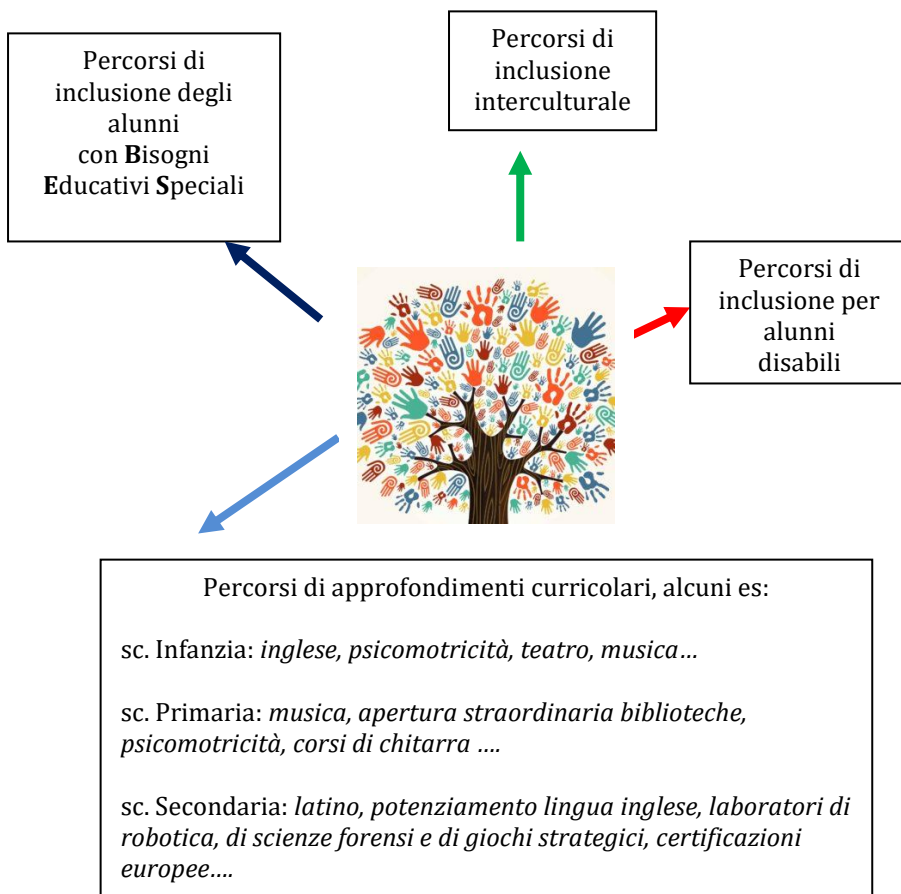 Percorsi di
inclusione degli
alunni
con Bisogni
Educativi Speciali
Percorsi di
inclusione
interculturale
Percorsi di
inclusione per
alunni
disabili
Percorsi di approfondimenti curricolari, alcuni es:
sc. Infanzia: inglese, psicomotricità, teatro, musica…
sc. Primaria: musica, apertura straordinaria biblioteche,
psicomotricità, corsi di chitarra ….
sc. Secondaria: latino, potenziamento lingua inglese, laboratori di
robotica, di scienze forensi e di giochi strategici, certificazioni
europee….